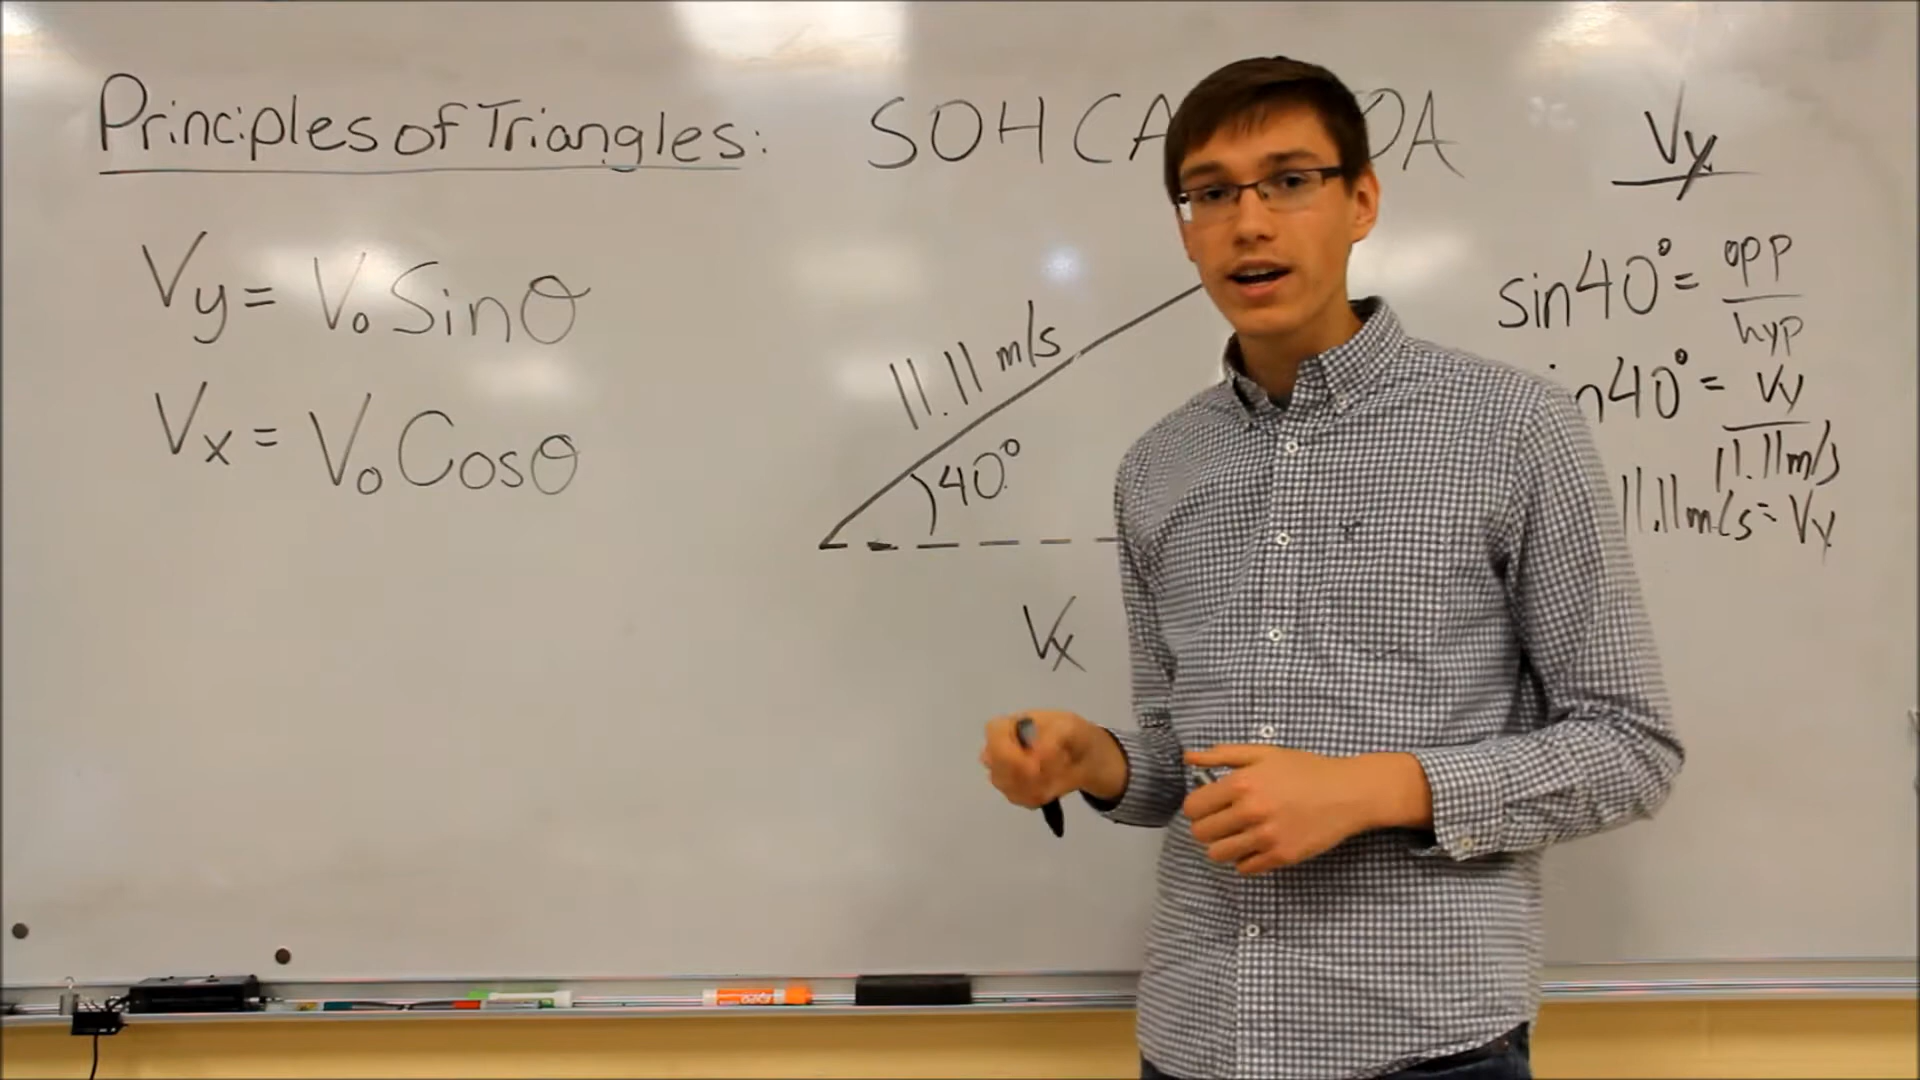 Principles of Triangles:
SOH CA OA
Vy = V₀ Sinθ
Vx = V₀ Cosθ
11.11 m/s
40°
Vx
Vy
sin40° = opp
hyp
n40° = Vy
11.11m/s
11.11m/s = Vy